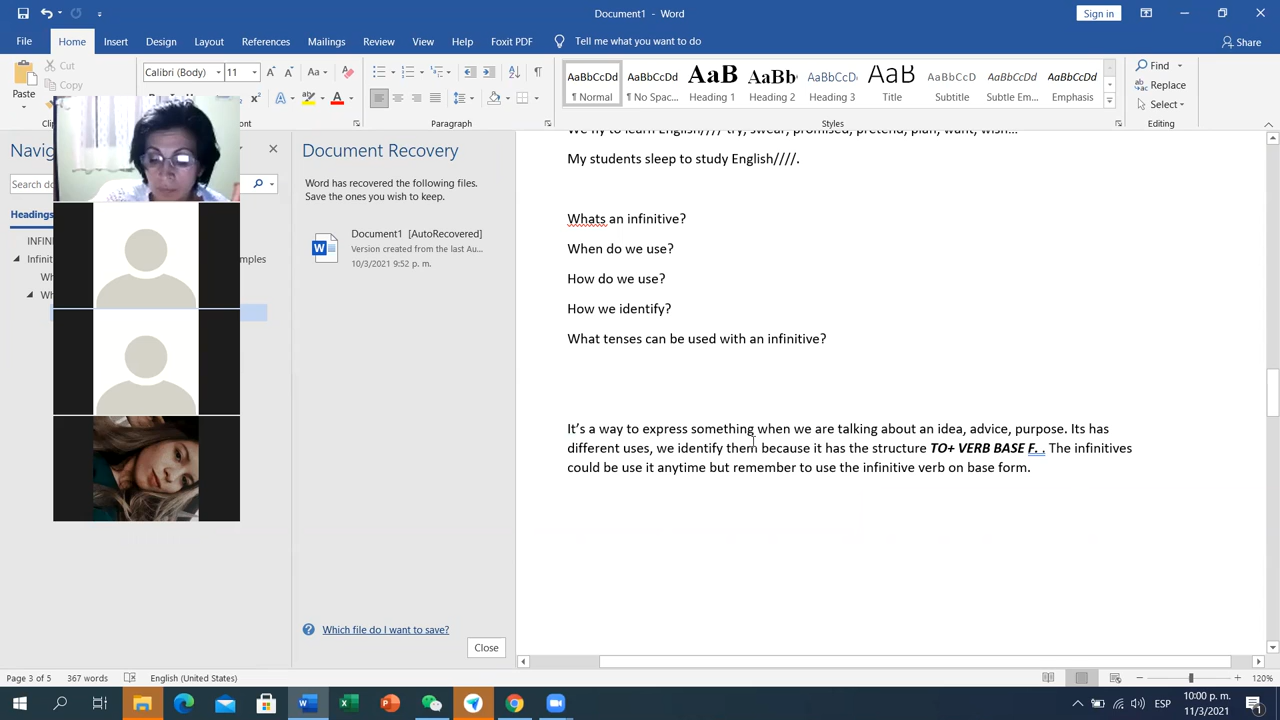 Document1 - Word
Sign in
File Home Insert Design Layout References Mailings Review View Help Foxit PDF Tell me what you want to do Share
Cut
Copy
Paste
Calibri (Body) 11
AaBbCcDd AaBbCcDd AaB AaBb AaBbCcD AaB AaBbCcD AaBbCcDd AaBbCcDd
¶ Normal ¶ No Spac... Heading 1 Heading 2 Heading 3 Title Subtitle Subtle Em... Emphasis
Find
Replace
Select
Paragraph Styles Editing
Document Recovery
Word has recovered the following files.
Save the ones you wish to keep.
Document1 [AutoRecovered]
Version created from the last Au...
10/3/2021 9:52 p. m.
Which file do I want to save?
Close
Headings
try, swear, promised, pretend, plan, want, wish...
My students sleep to study English////.
Whats an infinitive?
When do we use?
How do we use?
How we identify?
What tenses can be used with an infinitive?
It's a way to express something when we are talking about an idea, advice, purpose. Its has
different uses, we identify them because it has the structure TO+ VERB BASE F. . The infinitives
could be use it anytime but remember to use the infinitive verb on base form.
Page 3 of 5 367 words English (United States) 120%
ESP
10:00 p. m.
11/3/2021